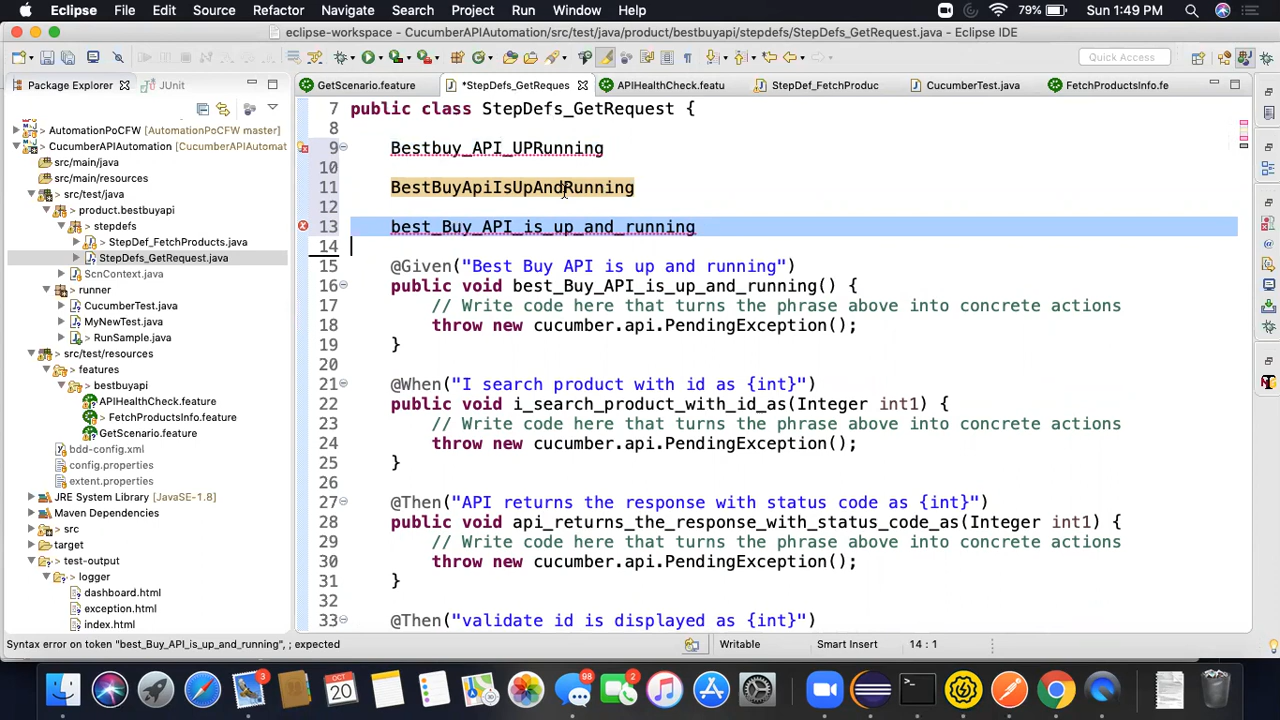 Eclipse File Edit Source Refactor Navigate Search Project Run Window Help 79% Sun 1:49 PM
eclipse-workspace - CucumberAPIAutomation/src/test/java/product/bestbuyapi/stepdefs/StepDefs_GetRequest.java - Eclipse IDE
Quick Access
Package Explorer JUnit GetScenario.feature *StepDefs_GetReques APIHealthCheck.featu StepDef_FetchProduc CucumberTest.java FetchProductsInfo.fe
AutomationPoCFW (AutomationPoCFW master)
CucumberAPIAutomation (CucumberAPIAutomat
src/main/java
src/main/resources
src/test/java
product.bestbuyapi
stepdefs
> StepDef_FetchProducts.java
StepDefs_GetRequest.java
ScnContext.java
runner
CucumberTest.java
MyNewTest.java
> RunSample.java
src/test/resources
features
bestbuyapi
APIHealthCheck.feature
> FetchProductsInfo.feature
GetScenario.feature
bdd-config.xml
config.properties
extent.properties
JRE System Library [JavaSE-1.8]
Maven Dependencies
> src
target
test-output
logger
dashboard.html
exception.html
index.html
7 public class StepDefs_GetRequest {
8
9 Bestbuy_API_UPRunning
10
11 BestBuyApiIsUpAndRunning
12
13 best_Buy_API_is_up_and_running
14
15 @Given("Best Buy API is up and running")
16 public void best_Buy_API_is_up_and_running() {
17 // Write code here that turns the phrase above into concrete actions
18 throw new cucumber.api.PendingException();
19 }
20
21 @When("I search product with id as {int}")
22 public void i_search_product_with_id_as(Integer int1) {
23 // Write code here that turns the phrase above into concrete actions
24 throw new cucumber.api.PendingException();
25 }
26
27 @Then("API returns the response with status code as {int}")
28 public void api_returns_the_response_with_status_code_as(Integer int1) {
29 // Write code here that turns the phrase above into concrete actions
30 throw new cucumber.api.PendingException();
31 }
32
33 @Then("validate id is displayed as {int}")
Syntax error on token "best_Buy_API_is_up_and_running", ; expected Writable Smart Insert 14 : 1
3 OCT 20 98 2